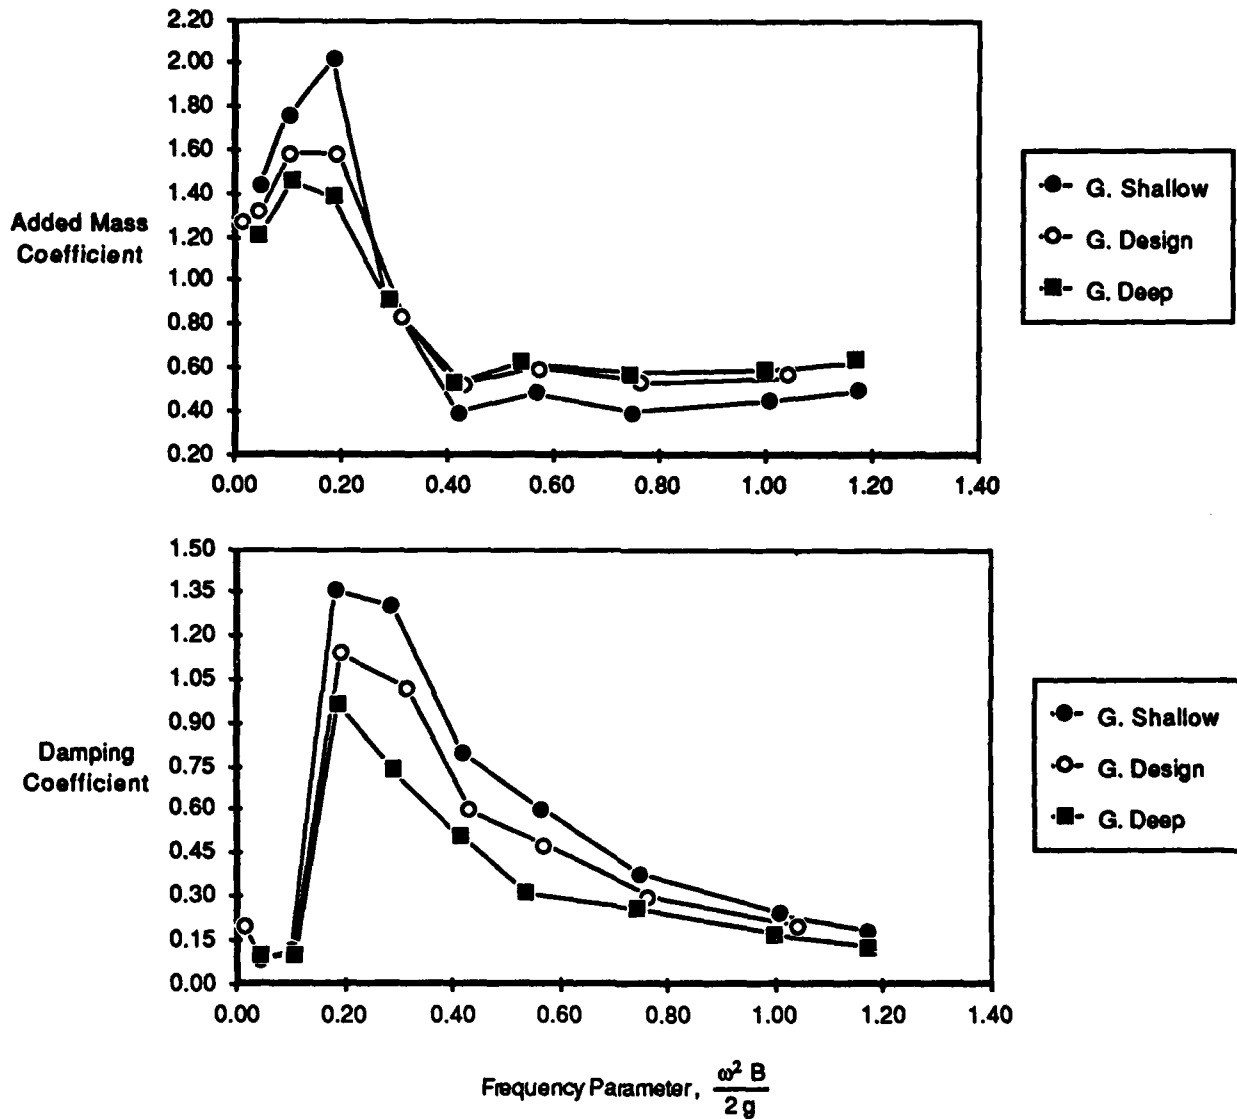 2.20
2.00
1.80
1.60
1.40
Added Mass
Coefficient
1.20
1.00
0.80
0.60
0.40
0.20
0.00 0.20 0.40 0.60 0.80 1.00 1.20 1.40
G. Shallow
G. Design
G. Deep
1.50
1.35
1.20
1.05
0.90
Damping
Coefficient
0.75
0.60
0.45
0.30
0.15
0.00
0.00 0.20 0.40 0.60 0.80 1.00 1.20 1.40
G. Shallow
G. Design
G. Deep
Frequency Parameter, ω² B
2 g